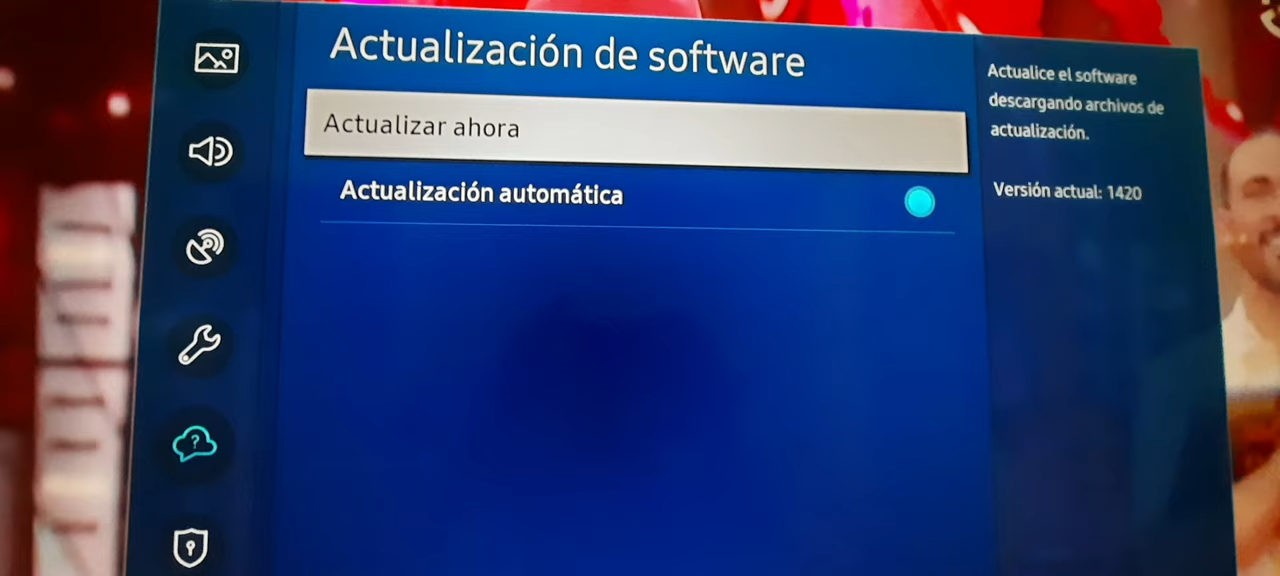 Actualización de software
Actualizar ahora
Actualización automática
Actualice el software
descargando archivos de
actualización.
Versión actual: 1420
?